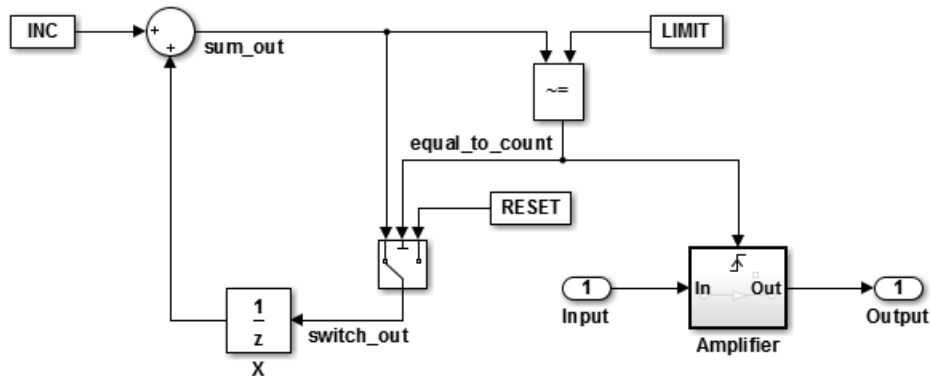 INC
+
+
sum_out
LIMIT
~=
equal_to_count
RESET
1
z
X
switch_out
1
Input
In
Out
Amplifier
1
Output